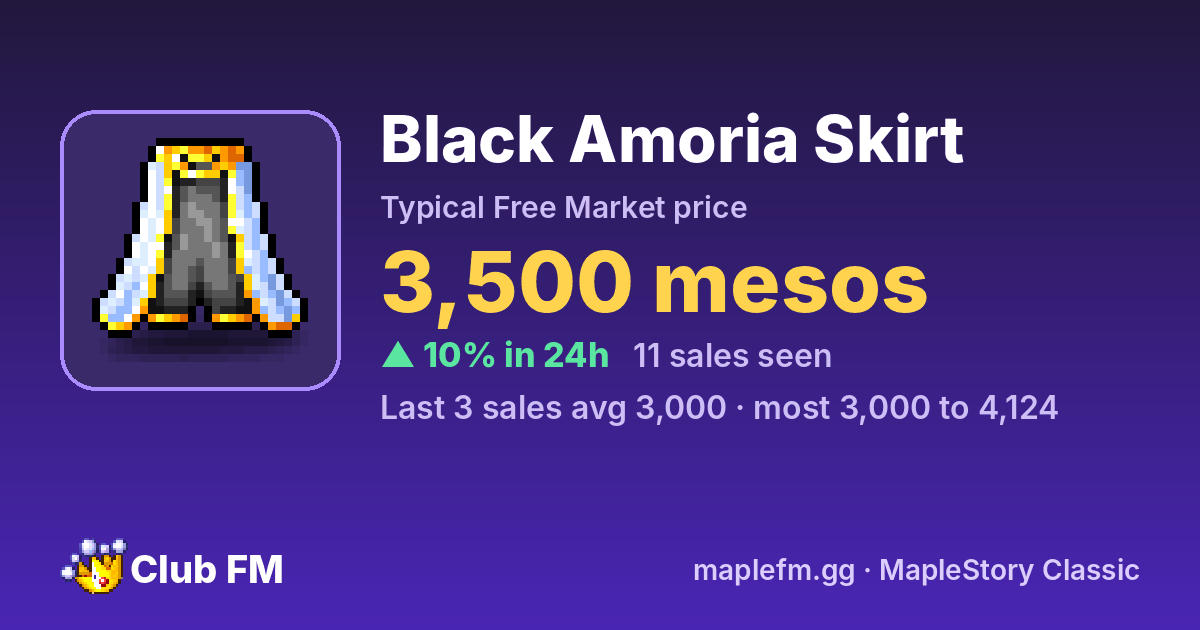 Black Amoria Skirt
Typical Free Market price
3,500 mesos
▲ 10% in 24h 11 sales seen
Last 3 sales avg 3,000 · most 3,000 to 4,124
Club FM
maplefm.gg · MapleStory Classic